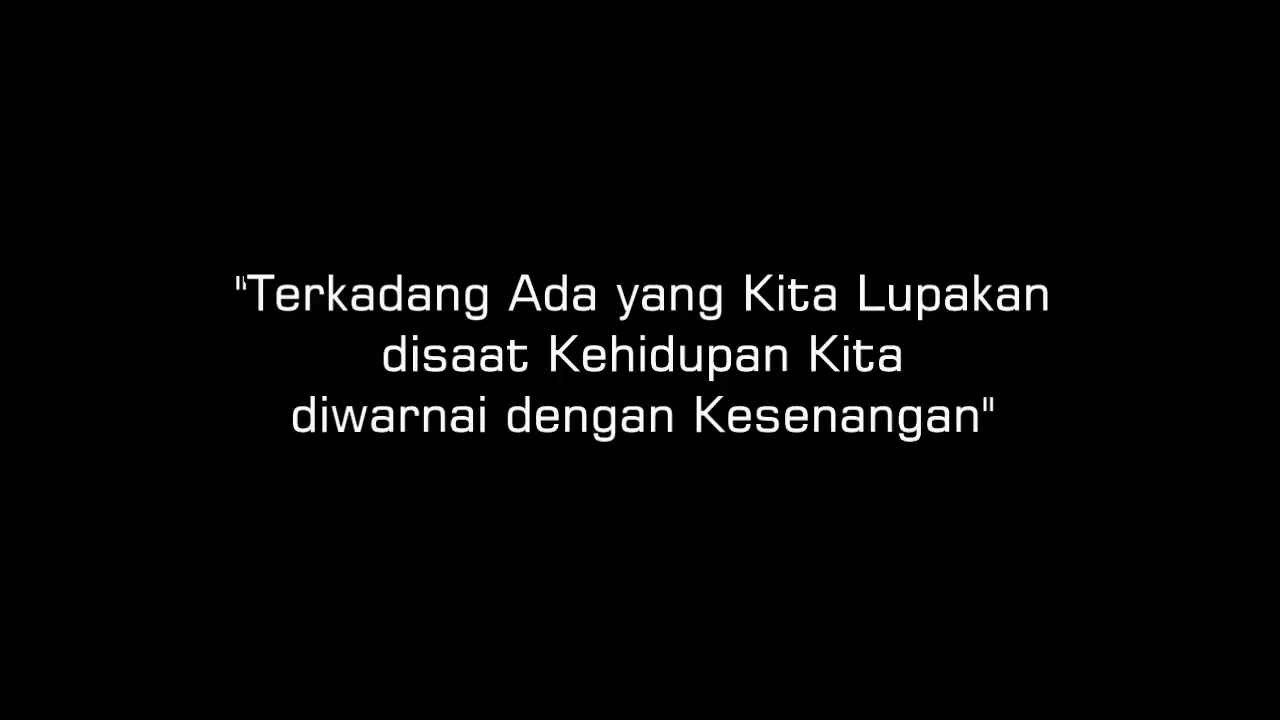 "Terkadang Ada yang Kita Lupakan
disaat Kehidupan Kita
diwarnai dengan Kesenangan"